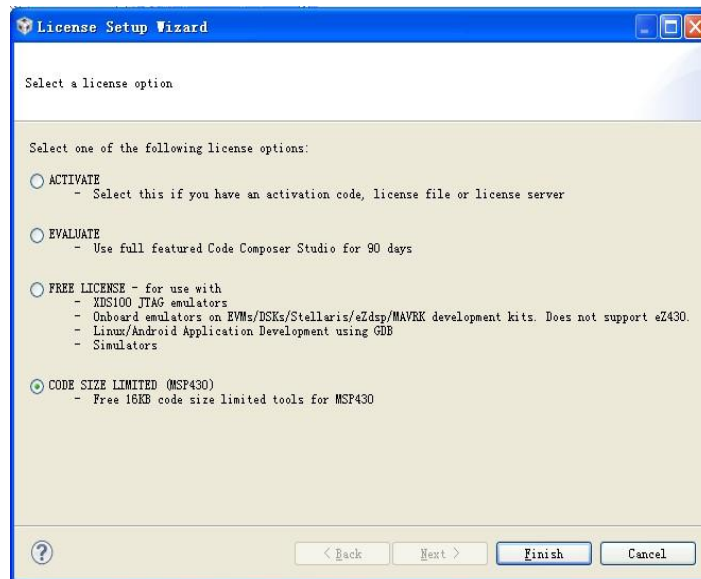 License Setup Wizard
Select a license option
Select one of the following license options:
ACTIVATE
- Select this if you have an activation code, license file or license server
EVALUATE
- Use full featured Code Composer Studio for 90 days
FREE LICENSE - for use with
- XDS100 JTAG emulators
- Onboard emulators on EVMs/DSKs/Stellaris/eZdsp/MAVRK development kits. Does not support eZ430.
- Linux/Android Application Development using GDB
- Simulators
CODE SIZE LIMITED (MSP430)
- Free 16KB code size limited tools for MSP430
? < Back Next > Finish Cancel